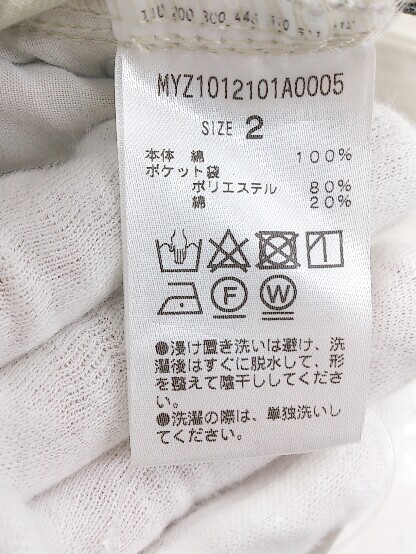 MYZ1012101A0005
SIZE 2
本体 綿 100%
ポケット袋
ポリエステル 80%
綿 20%
F W
●浸け置き洗いは避け、洗
濯後はすぐに脱水して、形
を整えて陰干ししてくださ
い。
●洗濯の際は、単独洗いし
てください。